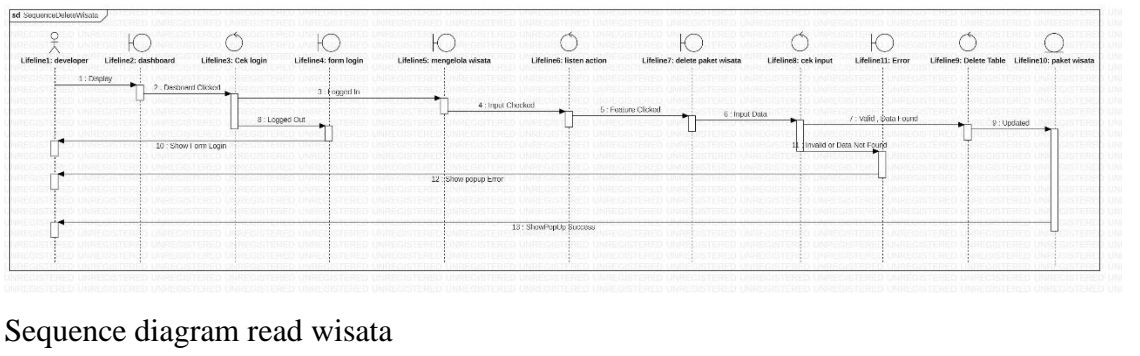 sd SequenceDeleteWisata
Lifeline1: developer
Lifeline2: dashboard
Lifeline3: Cek login
Lifeline4: form login
Lifeline5: mengelola wisata
Lifeline6: listen action
Lifeline7: delete paket wisata
Lifeline8: cek input
Lifeline11: Error
Lifeline9: Delete Table
Lifeline10: paket wisata
1 : Display
2 : Dasboard Clicked
3 : Logged In
4 : Input Checked
5 : Feature Clicked
6 : Input Data
7 : Valid , Data Found
9 : Updated
8 : Logged Out
10 : Show Form Login
11 : Invalid or Data Not Found
12 : Show popup Error
13 : ShowPopUp Success
UNREGISTERED
Sequence diagram read wisata